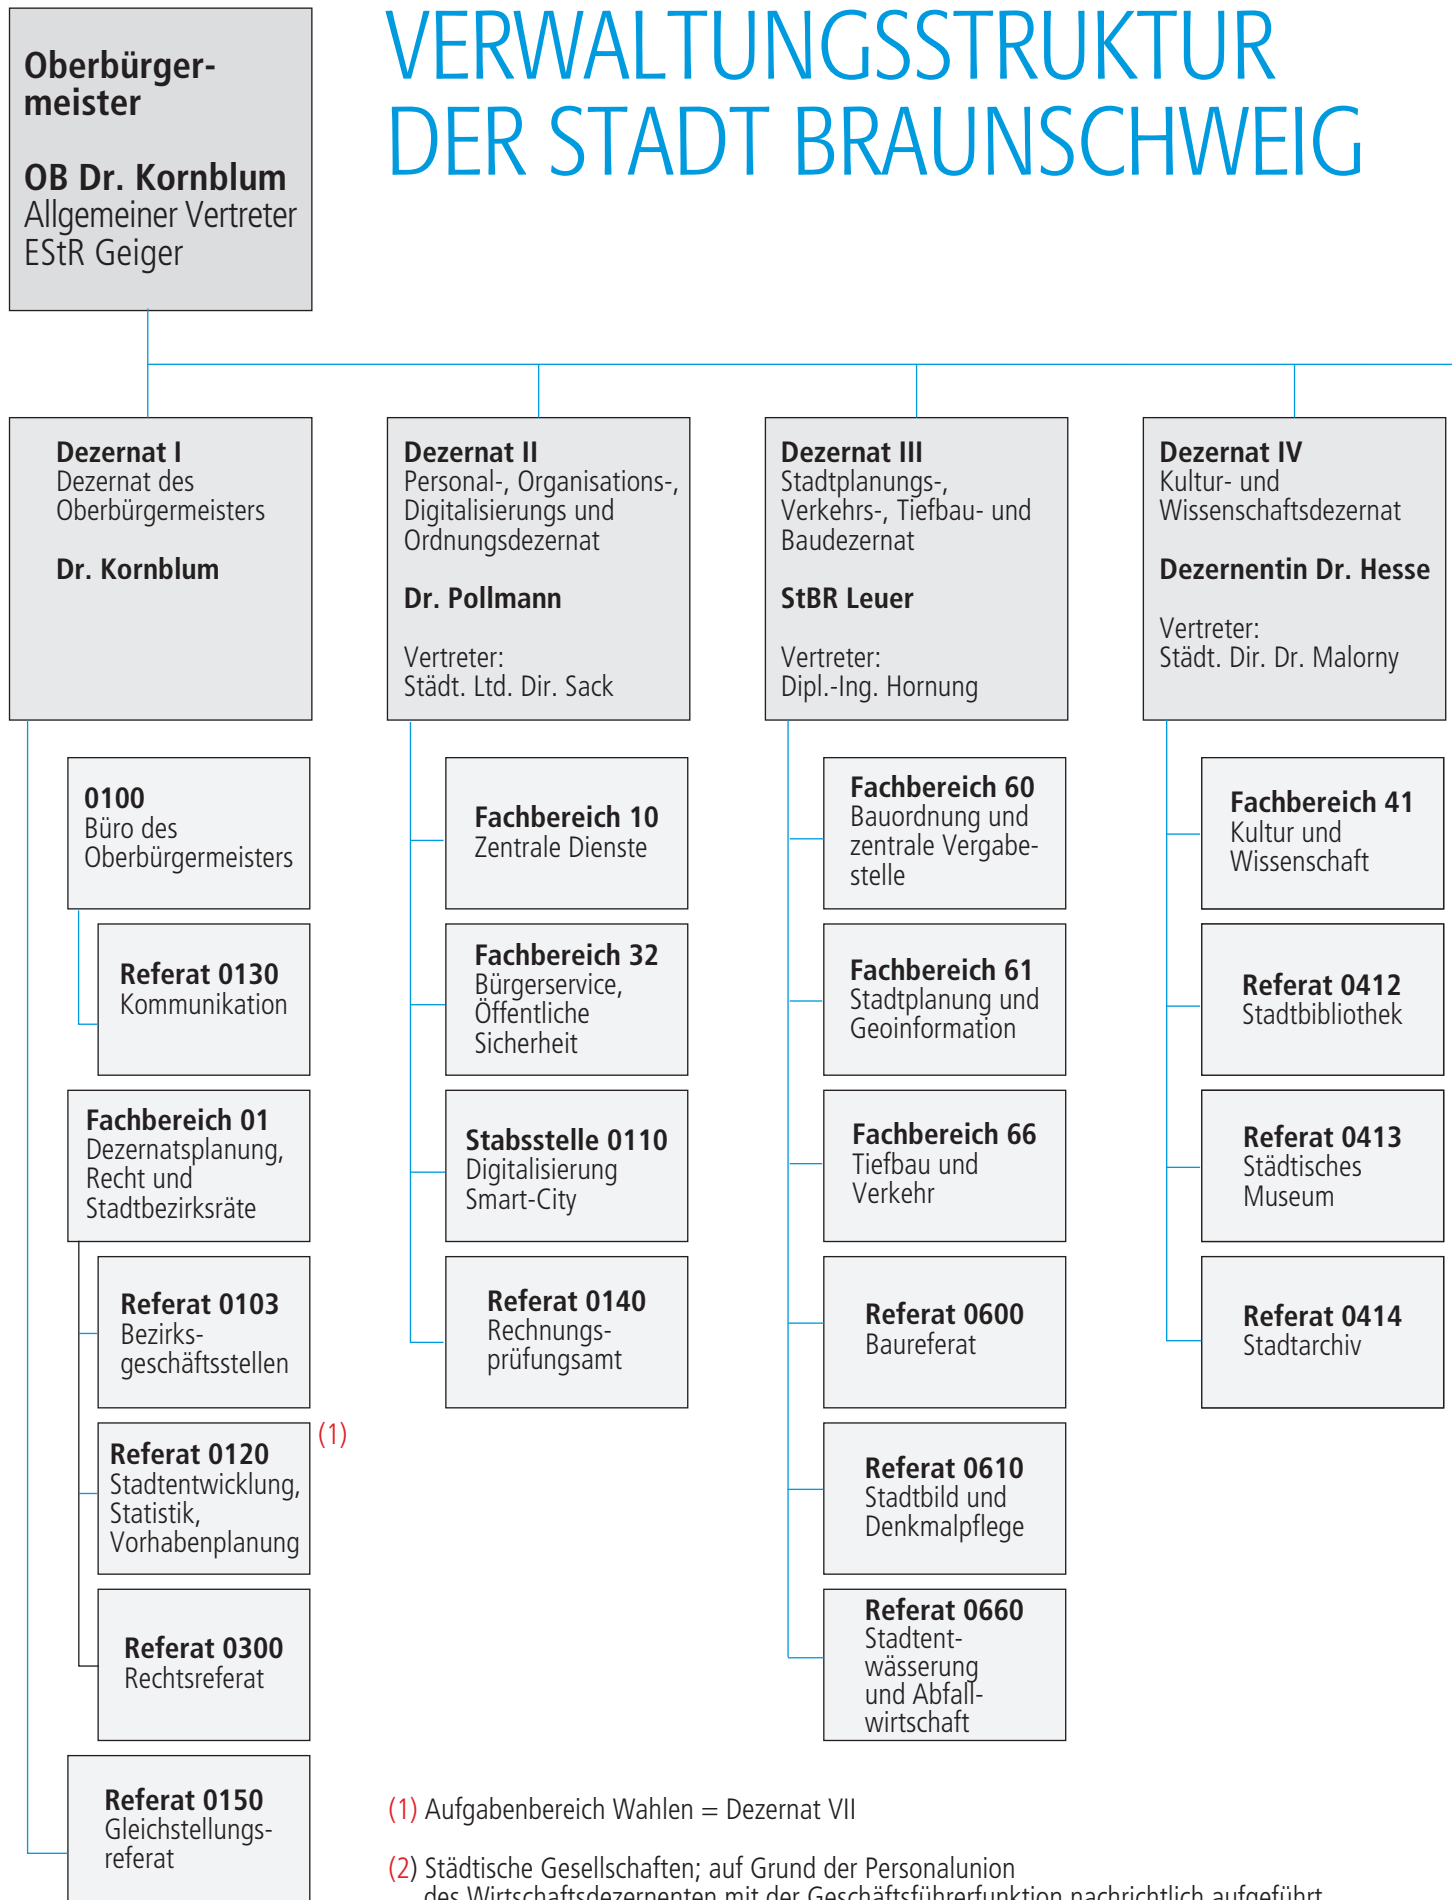 VERWALTUNGSSTRUKTUR
DER STADT BRAUNSCHWEIG
Oberbürger-
meister
OB Dr. Kornblum
Allgemeiner Vertreter
EStR Geiger
Dezernat I
Dezernat des
Oberbürgermeisters
Dr. Kornblum
0100
Büro des
Oberbürgermeisters
Referat 0130
Kommunikation
Fachbereich 01
Dezernatsplanung,
Recht und
Stadtbezirksräte
Referat 0103
Bezirks-
geschäftsstellen
Referat 0120
Stadtentwicklung,
Statistik,
Vorhabenplanung
(1)
Referat 0300
Rechtsreferat
Referat 0150
Gleichstellungs-
referat
Dezernat II
Personal-, Organisations-,
Digitalisierungs und
Ordnungsdezernat
Dr. Pollmann
Vertreter:
Städt. Ltd. Dir. Sack
Fachbereich 10
Zentrale Dienste
Fachbereich 32
Bürgerservice,
Öffentliche
Sicherheit
Stabsstelle 0110
Digitalisierung
Smart-City
Referat 0140
Rechnungs-
prüfungsamt
Dezernat III
Stadtplanungs-,
Verkehrs-, Tiefbau- und
Baudezernat
StBR Leuer
Vertreter:
Dipl.-Ing. Hornung
Fachbereich 60
Bauordnung und
zentrale Vergabe-
stelle
Fachbereich 61
Stadtplanung und
Geoinformation
Fachbereich 66
Tiefbau und
Verkehr
Referat 0600
Baureferat
Referat 0610
Stadtbild und
Denkmalpflege
Referat 0660
Stadtent-
wässerung
und Abfall-
wirtschaft
Dezernat IV
Kultur- und
Wissenschaftsdezernat
Dezernentin Dr. Hesse
Vertreter:
Städt. Dir. Dr. Malorny
Fachbereich 41
Kultur und
Wissenschaft
Referat 0412
Stadtbibliothek
Referat 0413
Städtisches
Museum
Referat 0414
Stadtarchiv
(1) Aufgabenbereich Wahlen = Dezernat VII
(2) Städtische Gesellschaften; auf Grund der Personalunion
des Wirtschaftsdezernenten mit der Geschäftsführerfunktion nachrichtlich aufgeführt